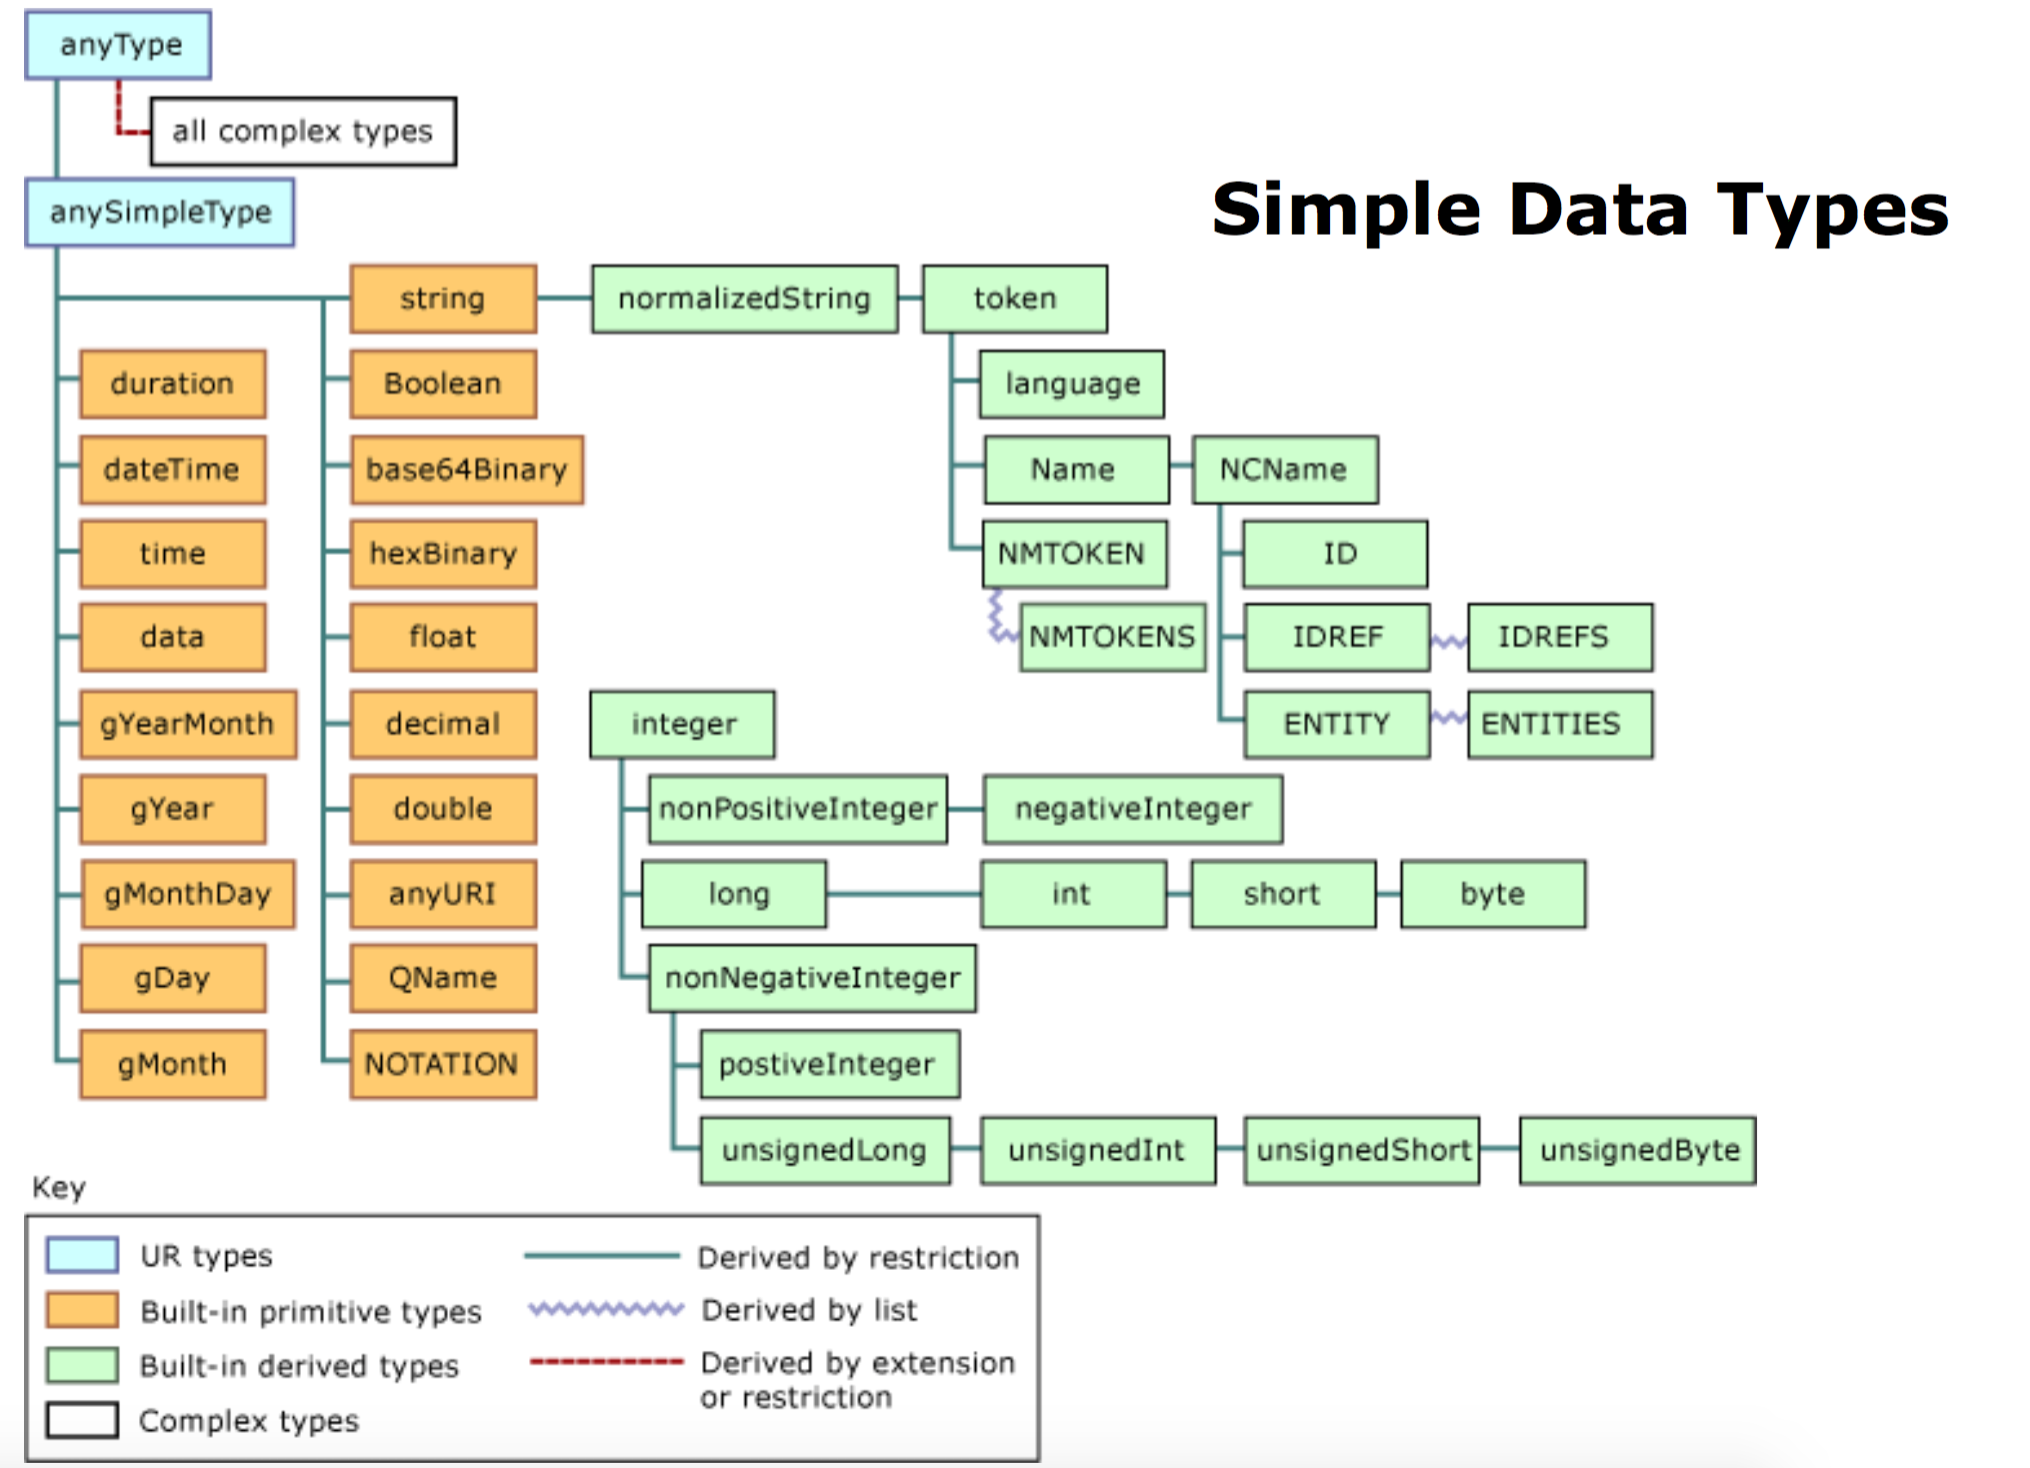 anyType
all complex types
anySimpleType
Simple Data Types
string normalizedString token
duration Boolean language
dateTime base64Binary Name NCName
time hexBinary NMTOKEN ID
data float NMTOKENS IDREF IDREFS
gYearMonth decimal integer ENTITY ENTITIES
gYear double nonPositiveInteger negativeInteger
gMonthDay anyURI long int short byte
gDay QName nonNegativeInteger
gMonth NOTATION postiveInteger
unsignedLong unsignedInt unsignedShort unsignedByte
Key
UR types Derived by restriction
Built-in primitive types Derived by list
Built-in derived types Derived by extension
or restriction
Complex types